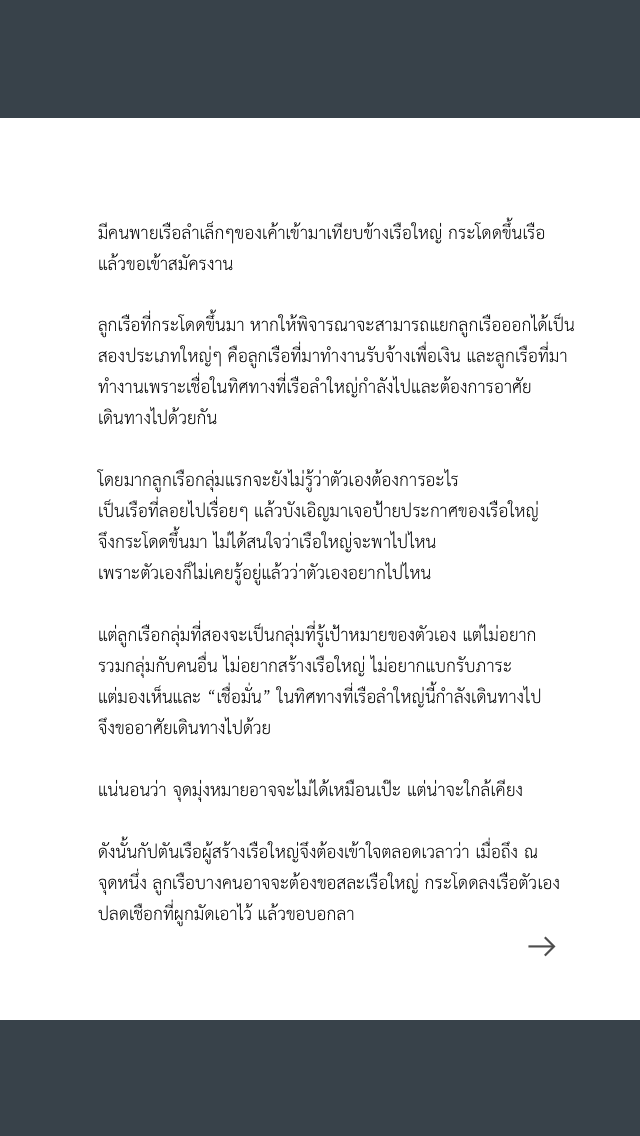 มีคนพายเรือลำเล็กๆของเค้าเข้ามาเทียบข้างเรือใหญ่ กระโดดขึ้นเรือ
แล้วขอเข้าสมัครงาน
ลูกเรือที่กระโดดขึ้นมา หากให้พิจารณาจะสามารถแยกลูกเรือออกได้เป็น
สองประเภทใหญ่ๆ คือลูกเรือที่มาทำงานรับจ้างเพื่อเงิน และลูกเรือที่มา
ทำงานเพราะเชื่อในทิศทางที่เรือลำใหญ่กำลังไปและต้องการอาศัย
เดินทางไปด้วยกัน
โดยมากลูกเรือกลุ่มแรกจะยังไม่รู้ว่าตัวเองต้องการอะไร
เป็นเรือที่ลอยไปเรื่อยๆ แล้วบังเอิญมาเจอป้ายประกาศของเรือใหญ่
จึงกระโดดขึ้นมา ไม่ได้สนใจว่าเรือใหญ่จะพาไปไหน
เพราะตัวเองก็ไม่เคยรู้อยู่แล้วว่าตัวเองอยากไปไหน
แต่ลูกเรือกลุ่มที่สองจะเป็นกลุ่มที่รู้เป้าหมายของตัวเอง แต่ไม่อยาก
รวมกลุ่มกับคนอื่น ไม่อยากสร้างเรือใหญ่ ไม่อยากแบกรับภาระ
แต่มองเห็นและ “เชื่อมั่น” ในทิศทางที่เรือลำใหญ่นี้กำลังเดินทางไป
จึงขออาศัยเดินทางไปด้วย
แน่นอนว่า จุดมุ่งหมายอาจจะไม่ได้เหมือนเป๊ะ แต่น่าจะใกล้เคียง
ดังนั้นกัปตันเรือผู้สร้างเรือใหญ่จึงต้องเข้าใจตลอดเวลาว่า เมื่อถึง ณ
จุดหนึ่ง ลูกเรือบางคนอาจจะต้องขอสละเรือใหญ่ กระโดดลงเรือตัวเอง
ปลดเชือกที่ผูกมัดเอาไว้ แล้วขอบอกลา